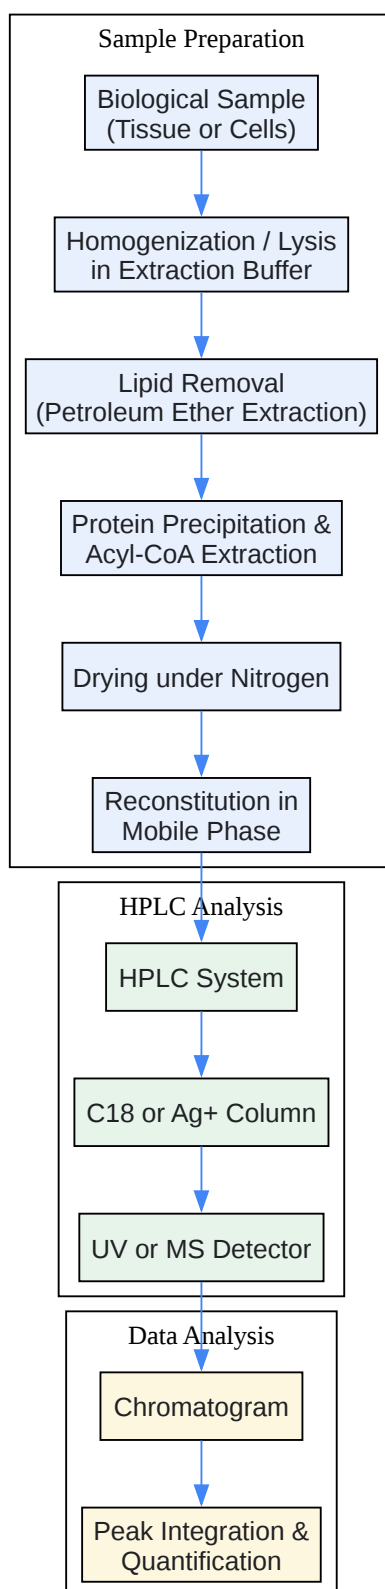 Sample Preparation
Biological Sample
(Tissue or Cells)
Homogenization / Lysis
in Extraction Buffer
Lipid Removal
(Petroleum Ether Extraction)
Protein Precipitation &
Acyl-CoA Extraction
Drying under Nitrogen
Reconstitution in
Mobile Phase
HPLC Analysis
HPLC System
C18 or Ag+ Column
UV or MS Detector
Data Analysis
Chromatogram
Peak Integration &
Quantification